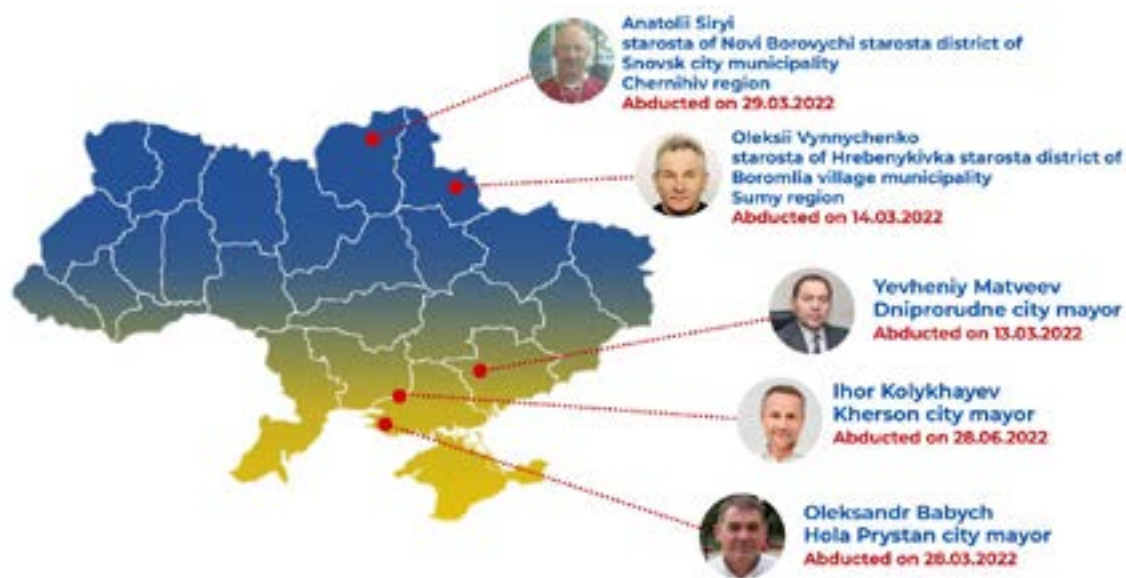 Anatolii Siryi
starosta of Novi Borovychi starosta district of
Snovsk city municipality
Chernihiv region
Abducted on 29.03.2022
Oleksii Vynnychenko
starosta of Hrebenykivka starosta district of
Boromlia village municipality
Sumy region
Abducted on 14.03.2022
Yevheniy Matveev
Dniprorudne city mayor
Abducted on 13.03.2022
Ihor Kolykhayev
Kherson city mayor
Abducted on 28.06.2022
Oleksandr Babych
Hola Prystan city mayor
Abducted on 28.03.2022